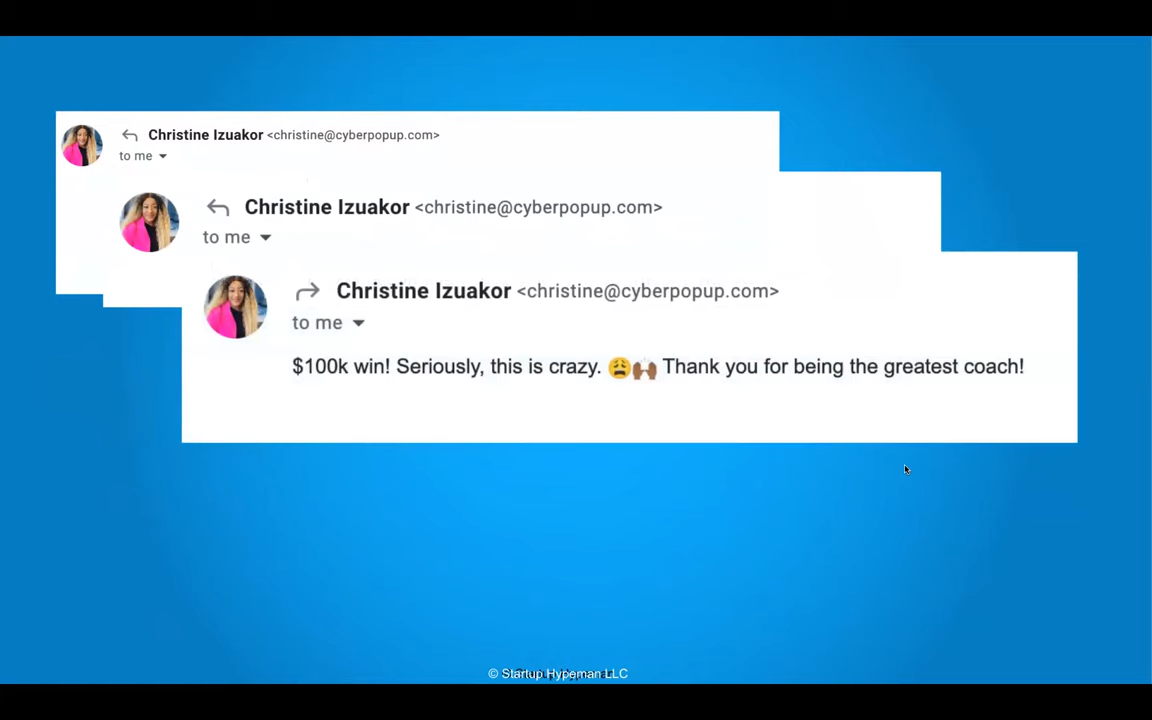 Christine Izuakor <christine@cyberpopup.com>
to me
Christine Izuakor <christine@cyberpopup.com>
to me
Christine Izuakor <christine@cyberpopup.com>
to me
$100k win! Seriously, this is crazy. 😩🙌🏾 Thank you for being the greatest coach!
© Startup Hypeman LLC